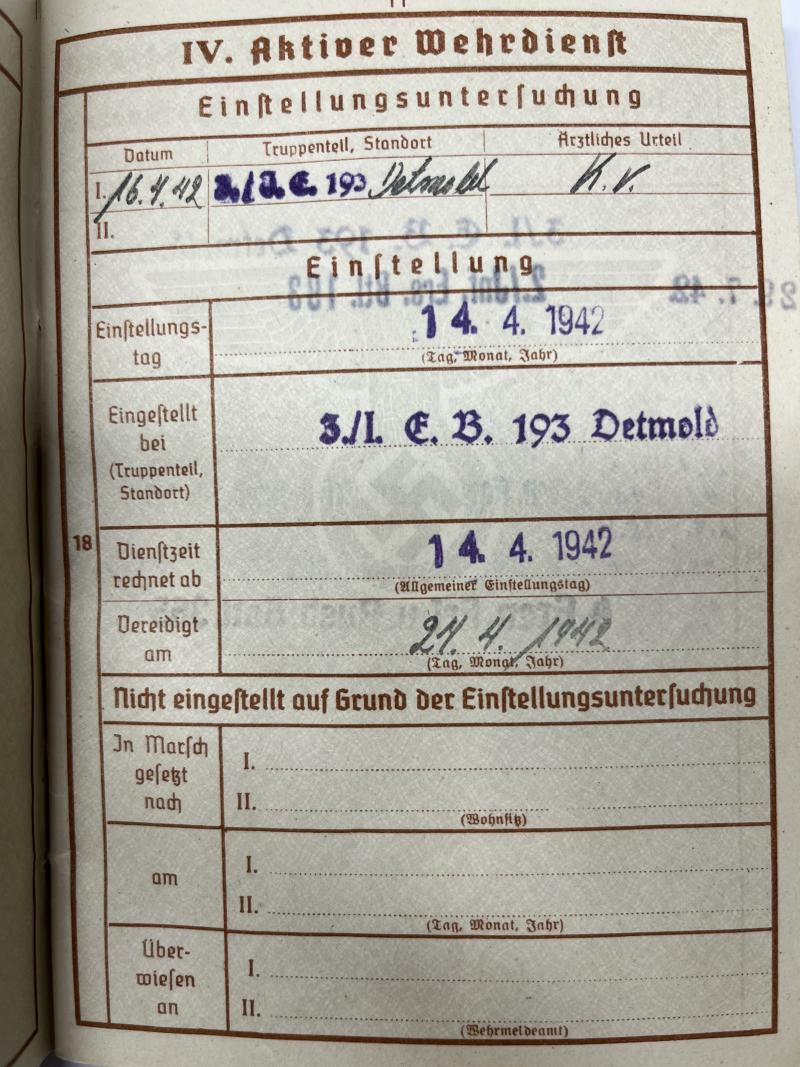 IV. Aktiver Wehrdienst
Einstellungsuntersuchung
Datum Truppenteil, Standort Ärztliches Urteil
I. 16.4.42 3./J. E. 193 Detmold K.v.
II.
Einstellung
Einstellungs-
tag
14. 4. 1942
(Tag, Monat, Jahr)
Eingestellt
bei
(Truppenteil,
Standort)
3./I. E. B. 193 Detmold
18
Dienstzeit
rechnet ab
14. 4. 1942
(Allgemeiner Einstellungstag)
Vereidigt
am
27. 4. 1942
(Tag, Monat, Jahr)
Nicht eingestellt auf Grund der Einstellungsuntersuchung
In Marsch
gesetzt
nach
I.
II.
(Wohnsitz)
am
I.
II.
(Tag, Monat, Jahr)
Über-
wiesen
an
I.
II.
(Wehrmeldeamt)